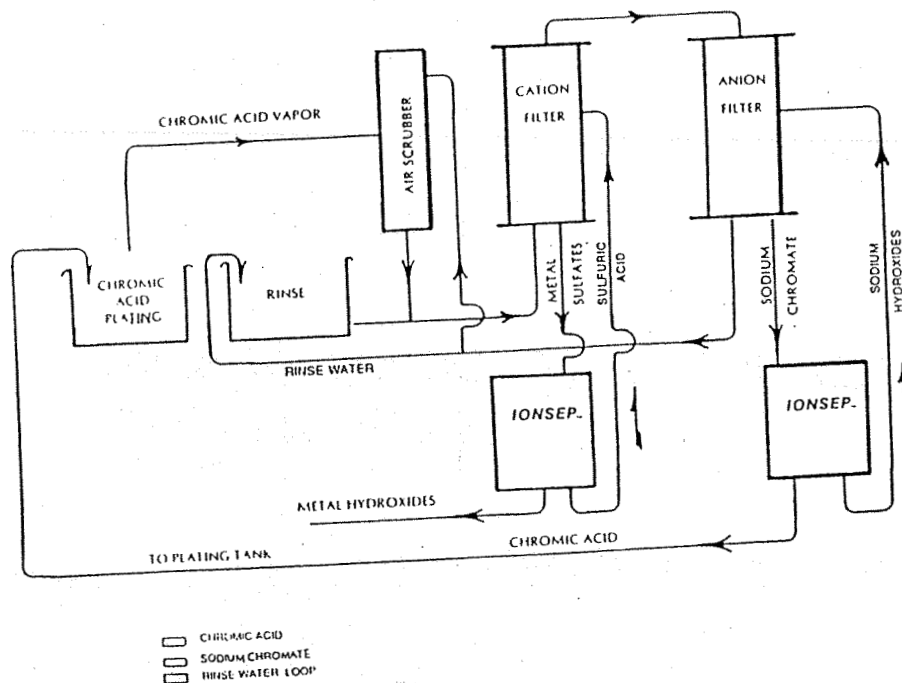 CHROMIC ACID VAPOR
AIR SCRUBBER
CATION
FILTER
ANION
FILTER
CHROMIC
ACID
PLATING
RINSE
METAL
SULFATES
SULFURIC
ACID
SODIUM
CHROMATE
SODIUM
HYDROXIDES
RINSE WATER
IONSEP
IONSEP
METAL HYDROXIDES
TO PLATING TANK
CHROMIC ACID
CHROMIC ACID
SODIUM CHROMATE
RINSE WATER LOOP